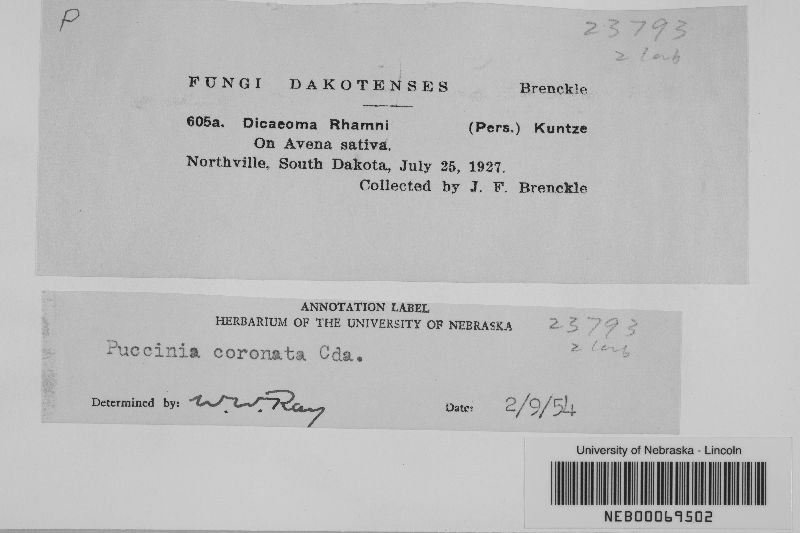 P
23793
FUNGI DAKOTENSES Brenckle
605a. Dicaeoma Rhamni (Pers.) Kuntze
On Avena sativa.
Northville, South Dakota, July 25, 1927.
Collected by J. F. Brenckle
ANNOTATION LABEL
HERBARIUM OF THE UNIVERSITY OF NEBRASKA
23793
Puccinia coronata Cda.
Determined by: W.W. Ray Date: 2/9/54
University of Nebraska - Lincoln
NEB00069502